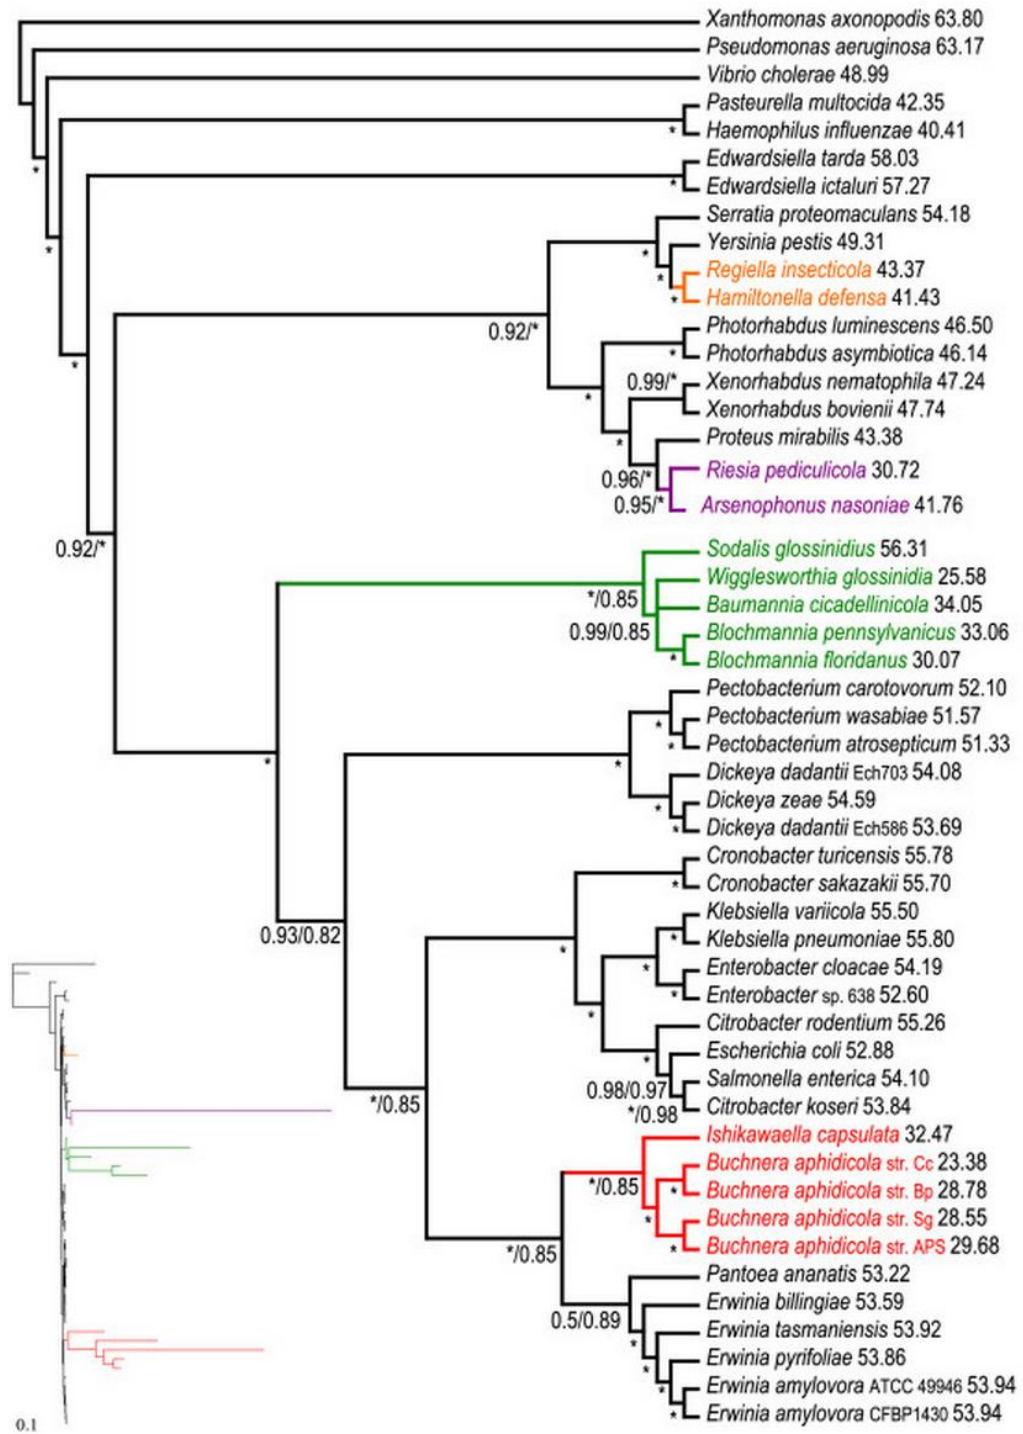 Xanthomonas axonopodis 63.80
Pseudomonas aeruginosa 63.17
Vibrio cholerae 48.99
Pasteurella multocida 42.35
* Haemophilus influenzae 40.41
Edwardsiella tarda 58.03
* * Edwardsiella ictaluri 57.27
Serratia proteomaculans 54.18
* * Yersinia pestis 49.31
* Regiella insecticola 43.37
* Hamiltonella defensa 41.43
0.92/* Photorhabdus luminescens 46.50
* * Photorhabdus asymbiotica 46.14
0.99/* Xenorhabdus nematophila 47.24
* Xenorhabdus bovienii 47.74
* Proteus mirabilis 43.38
0.96/* Riesia pediculicola 30.72
0.95/* Arsenophonus nasoniae 41.76
0.92/* Sodalis glossinidius 56.31
Wigglesworthia glossinidia 25.58
*/0.85 Baumannia cicadellinicola 34.05
0.99/0.85 Blochmannia pennsylvanicus 33.06
* Blochmannia floridanus 30.07
Pectobacterium carotovorum 52.10
* Pectobacterium wasabiae 51.57
* Pectobacterium atrosepticum 51.33
* * Dickeya dadantii Ech703 54.08
* Dickeya zeae 54.59
* Dickeya dadantii Ech586 53.69
Cronobacter turicensis 55.78
* Cronobacter sakazakii 55.70
Klebsiella variicola 55.50
0.93/0.82 * * Klebsiella pneumoniae 55.80
* Enterobacter cloacae 54.19
* Enterobacter sp. 638 52.60
* Citrobacter rodentium 55.26
* Escherichia coli 52.88
0.98/0.97 Salmonella enterica 54.10
*/0.85 */0.98 Citrobacter koseri 53.84
Ishikawaella capsulata 32.47
Buchnera aphidicola str. Cc 23.38
*/0.85 * Buchnera aphidicola str. Bp 28.78
* Buchnera aphidicola str. Sg 28.55
*/0.85 * Buchnera aphidicola str. APS 29.68
Pantoea ananatis 53.22
0.5/0.89 Erwinia billingiae 53.59
* Erwinia tasmaniensis 53.92
* Erwinia pyrifoliae 53.86
* Erwinia amylovora ATCC 49946 53.94
* Erwinia amylovora CFBP1430 53.94
0.1